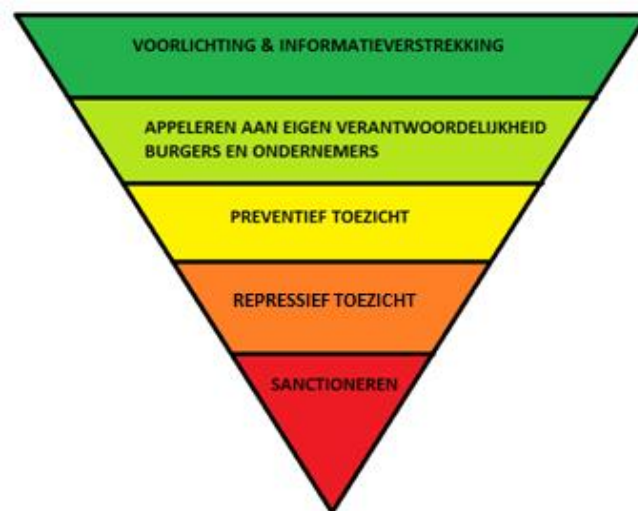 VOORLICHTING & INFORMATIEVERSTREKKING
APPELEREN AAN EIGEN VERANTWOORDELIJKHEID
BURGERS EN ONDERNEMERS
PREVENTIEF TOEZICHT
REPRESSIEF TOEZICHT
SANCTIONEREN